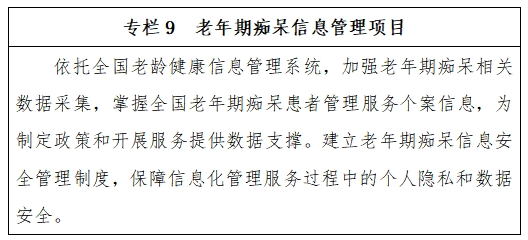 专栏 9 老年期痴呆信息管理项目
依托全国老龄健康信息管理系统，加强老年期痴呆相关
数据采集，掌握全国老年期痴呆患者管理服务个案信息，为
制定政策和开展服务提供数据支撑。建立老年期痴呆信息安
全管理制度，保障信息化管理服务过程中的个人隐私和数据
安全。